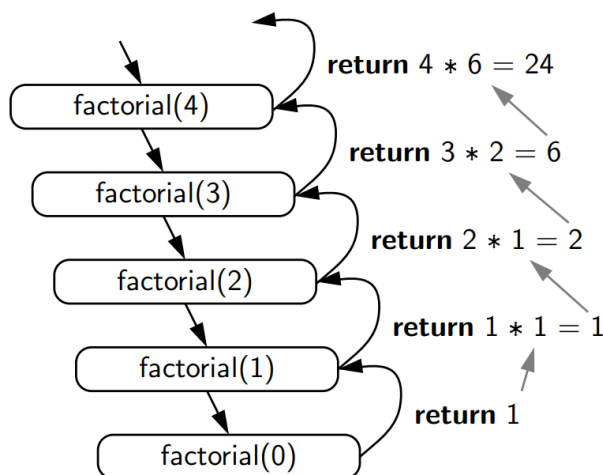 return 4 ∗ 6 = 24
factorial(4)
return 3 ∗ 2 = 6
factorial(3)
return 2 ∗ 1 = 2
factorial(2)
return 1 ∗ 1 = 1
factorial(1)
return 1
factorial(0)